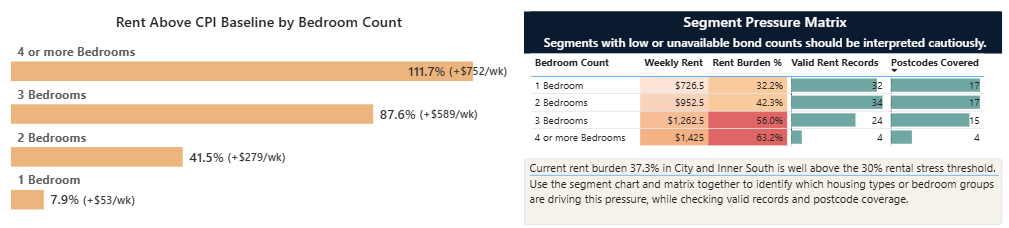 Rent Above CPI Baseline by Bedroom Count
4 or more Bedrooms
111.7% (+$752/wk)
3 Bedrooms
87.6% (+$589/wk)
2 Bedrooms
41.5% (+$279/wk)
1 Bedroom
7.9% (+$53/wk)
Segment Pressure Matrix
Segments with low or unavailable bond counts should be interpreted cautiously.
Bedroom Count Weekly Rent Rent Burden % Valid Rent Records Postcodes Covered
1 Bedroom $726.5 32.2% 32 17
2 Bedrooms $952.5 42.3% 34 17
3 Bedrooms $1,262.5 56.0% 24 15
4 or more Bedrooms $1,425 63.2% 4 4
Current rent burden 37.3% in City and Inner South is well above the 30% rental stress threshold.
Use the segment chart and matrix together to identify which housing types or bedroom groups
are driving this pressure, while checking valid records and postcode coverage.